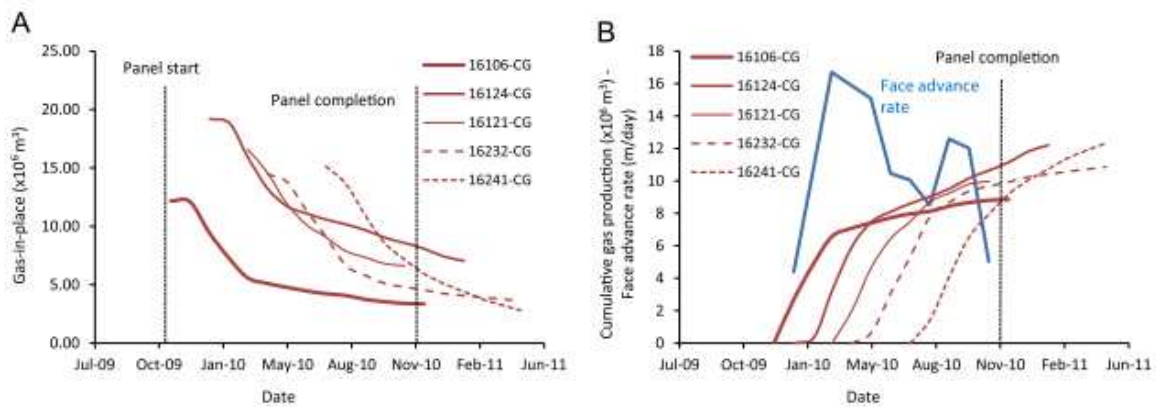 A
25.00
20.00
15.00
10.00
5.00
0.00
Gas-in-place (x10⁶ m³)
Panel start
Panel completion
16106-CG
16124-CG
16121-CG
16232-CG
16241-CG
Jul-09 Oct-09 Jan-10 May-10 Aug-10 Nov-10 Feb-11 Jun-11
Date
B
18
16
14
12
10
8
6
4
2
0
Cumulative gas production (x10⁶ m³) -
Face advance rate (m/day)
16106-CG
16124-CG
16121-CG
16232-CG
16241-CG
Panel completion
Face advance
rate
Jul-09 Oct-09 Jan-10 May-10 Aug-10 Nov-10 Feb-11 Jun-11
Date